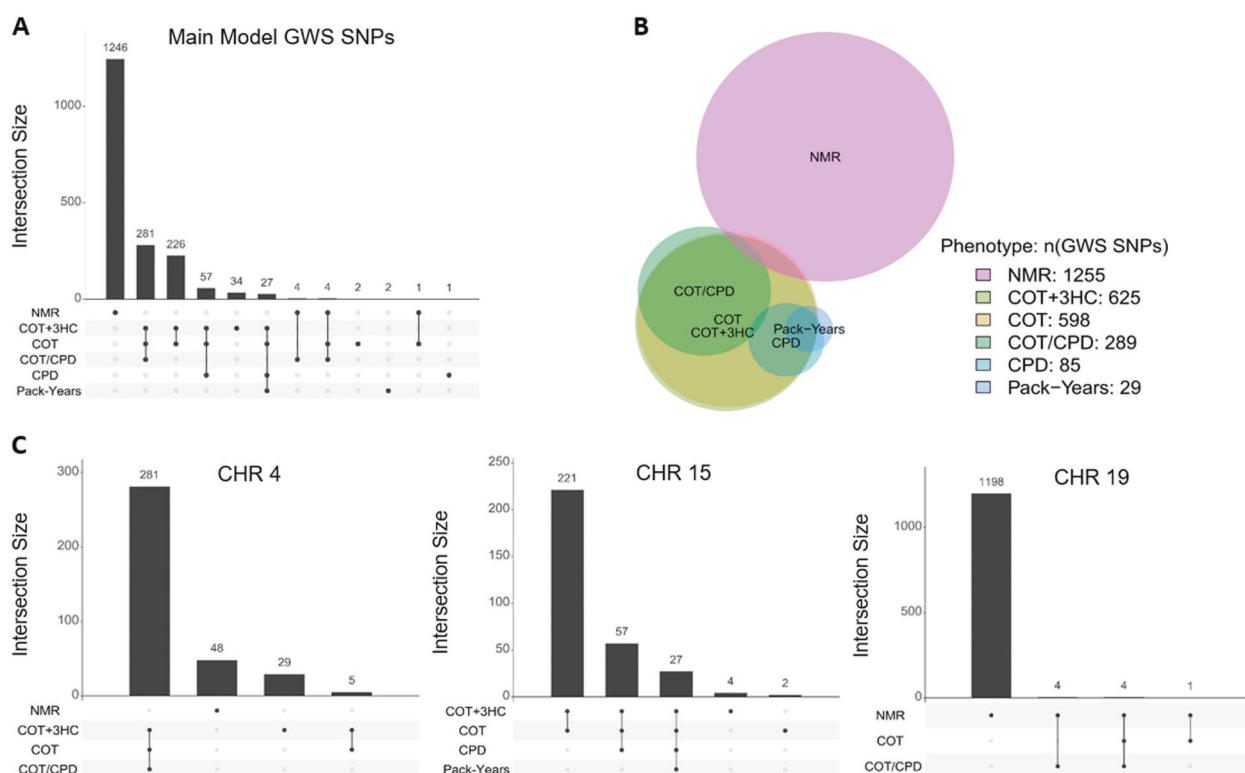 A
Main Model GWS SNPs
Intersection Size
1000
500
0
1246
281
226
57
34
27
4
4
2
2
1
1
NMR
COT+3HC
COT
COT/CPD
CPD
Pack-Years
B
NMR
COT/CPD
COT
COT+3HC
Pack-Years
CPD
Phenotype: n(GWS SNPs)
NMR: 1255
COT+3HC: 625
COT: 598
COT/CPD: 289
CPD: 85
Pack-Years: 29
C
CHR 4
Intersection Size
300
200
100
0
281
48
29
5
NMR
COT+3HC
COT
COT/CPD
CHR 15
Intersection Size
250
200
150
100
50
0
221
57
27
4
2
COT+3HC
COT
CPD
Pack-Years
CHR 19
Intersection Size
1000
500
0
1198
4
4
1
NMR
COT
COT/CPD